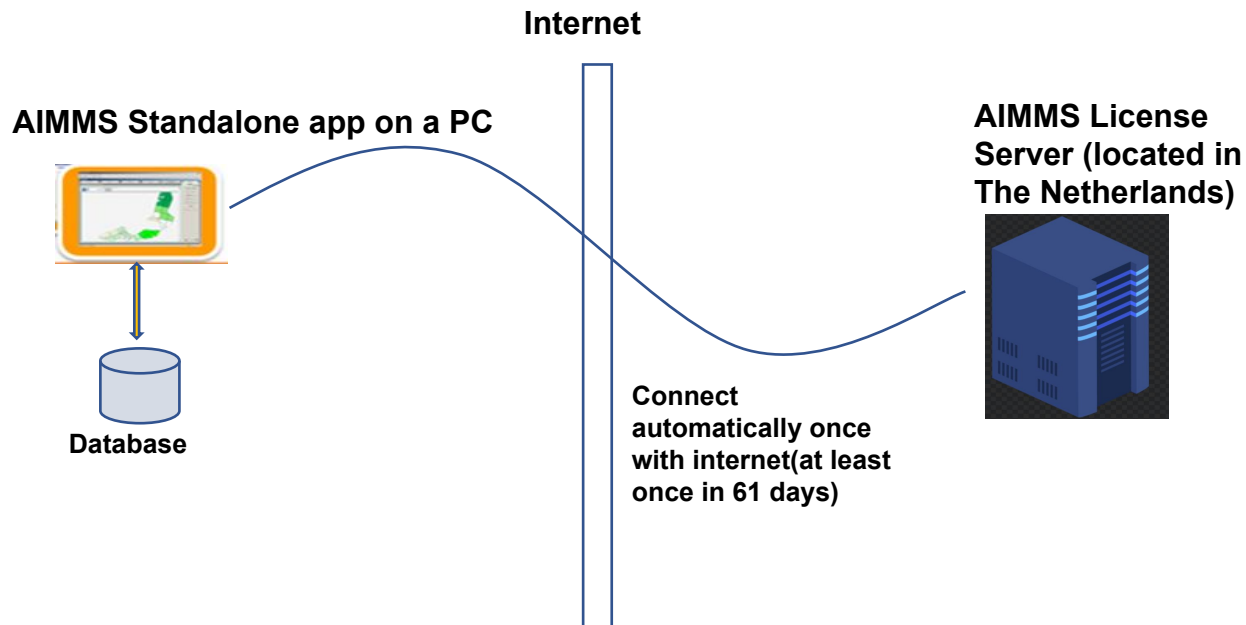 Internet
AIMMS Standalone app on a PC
AIMMS License
Server (located in
The Netherlands)
Connect
automatically once
with internet(at least
once in 61 days)
Database